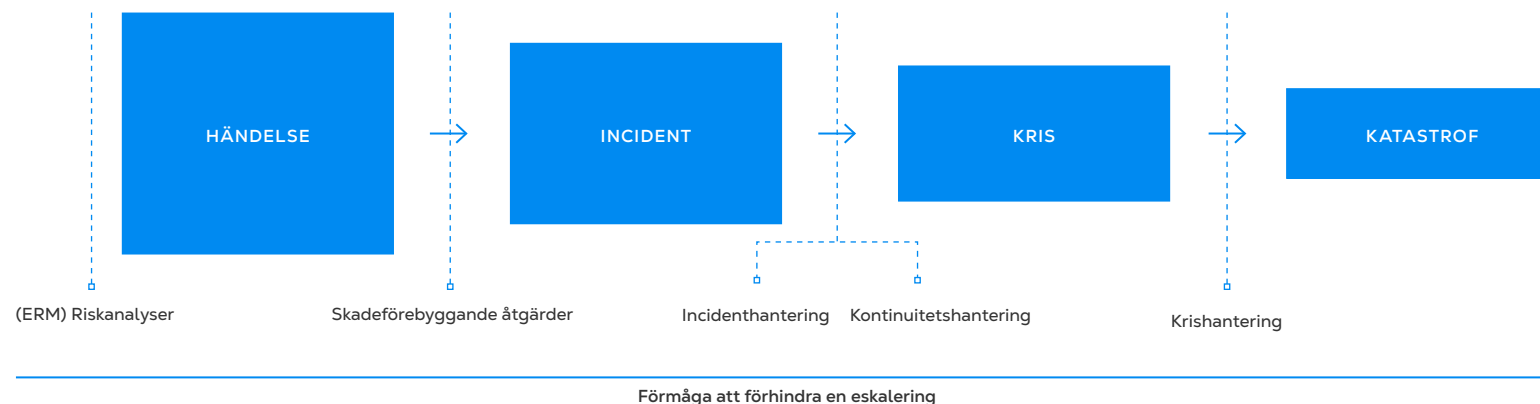 HÄNDELSE
INCIDENT
KRIS
KATASTROF
(ERM) Riskanalyser
Skadeförebyggande åtgärder
Incidenthantering
Kontinuitetshantering
Krishantering
Förmåga att förhindra en eskalering